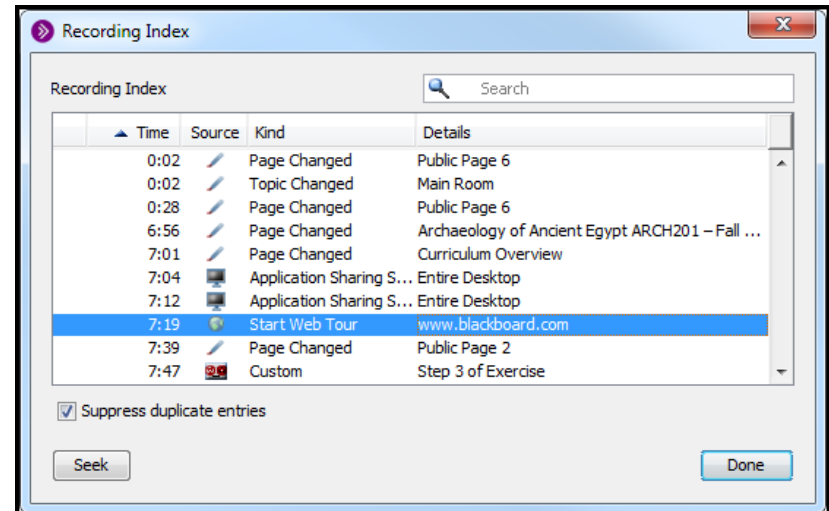 Recording Index
Recording Index Search
Time Source Kind Details
0:02 Page Changed Public Page 6
0:02 Topic Changed Main Room
0:28 Page Changed Public Page 6
6:56 Page Changed Archaeology of Ancient Egypt ARCH201 – Fall ...
7:01 Page Changed Curriculum Overview
7:04 Application Sharing S... Entire Desktop
7:12 Application Sharing S... Entire Desktop
7:19 Start Web Tour www.blackboard.com
7:39 Page Changed Public Page 2
7:47 Custom Step 3 of Exercise
Suppress duplicate entries
Seek Done